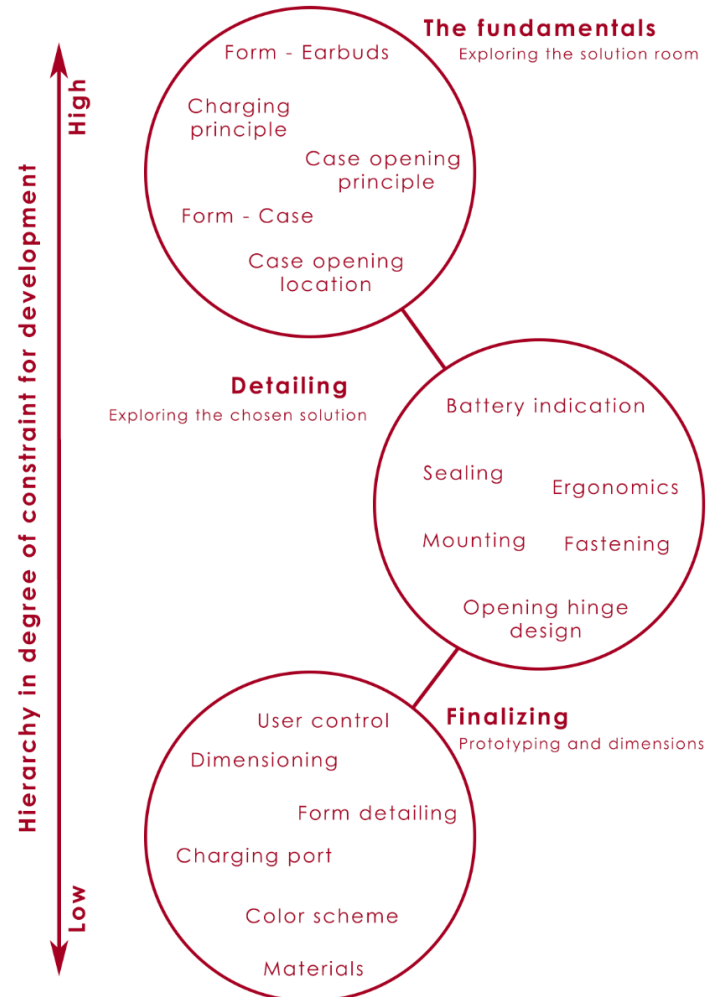 The fundamentals
Exploring the solution room
Form - Earbuds
Charging
principle
Case opening
principle
Form - Case
Case opening
location
Detailing
Exploring the chosen solution
Battery indication
Sealing
Ergonomics
Mounting
Fastening
Opening hinge
design
Finalizing
Prototyping and dimensions
User control
Dimensioning
Form detailing
Charging port
Color scheme
Materials
High
Hierarchy in degree of constraint for development
Low